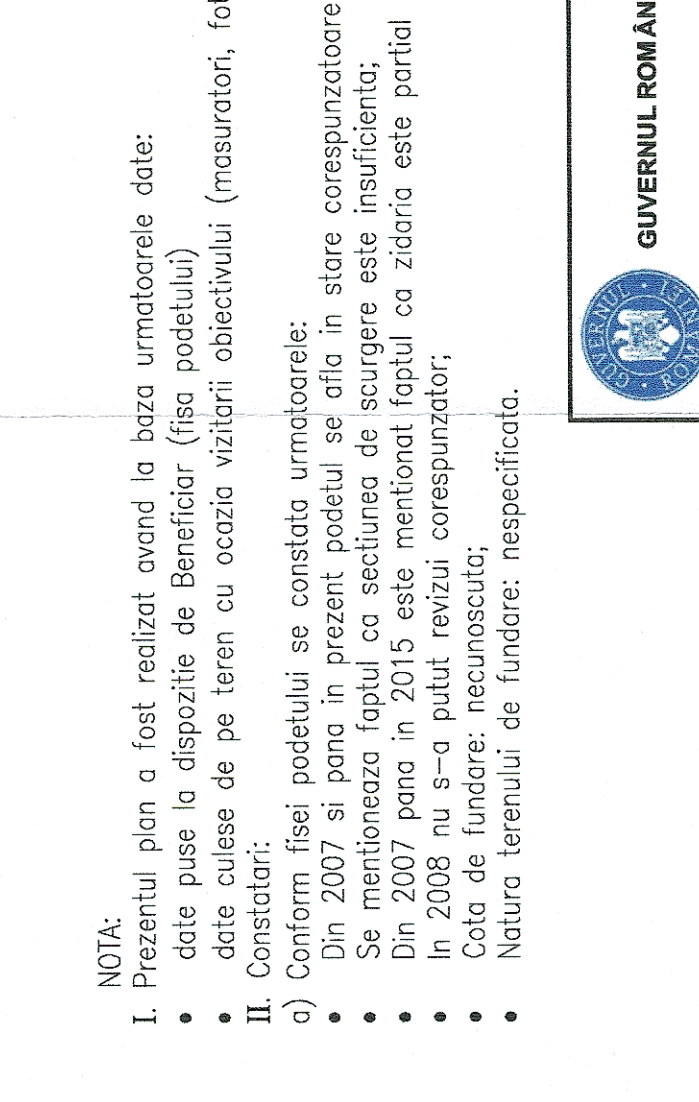 NOTA:
I. Prezentul plan a fost realizat avand la baza urmatoarele date:
• date puse la dispozitie de Beneficiar (fisa podetului)
• date culese de pe teren cu ocazia vizitarii obiectivului (masuratori, fot
II. Constatari:
a) Conform fisei podetului se constata urmatoarele:
• Din 2007 si pana in prezent podetul se afla in stare corespunzatoare
• Se mentioneaza faptul ca sectiunea de scurgere este insuficienta;
• Din 2007 pana in 2015 este mentionat faptul ca zidaria este partial
• In 2008 nu s-a putut revizui corespunzator;
• Cota de fundare: necunoscuta;
• Natura terenului de fundare: nespecificata.
GUVERNUL ROMÂN
GUVERNUL